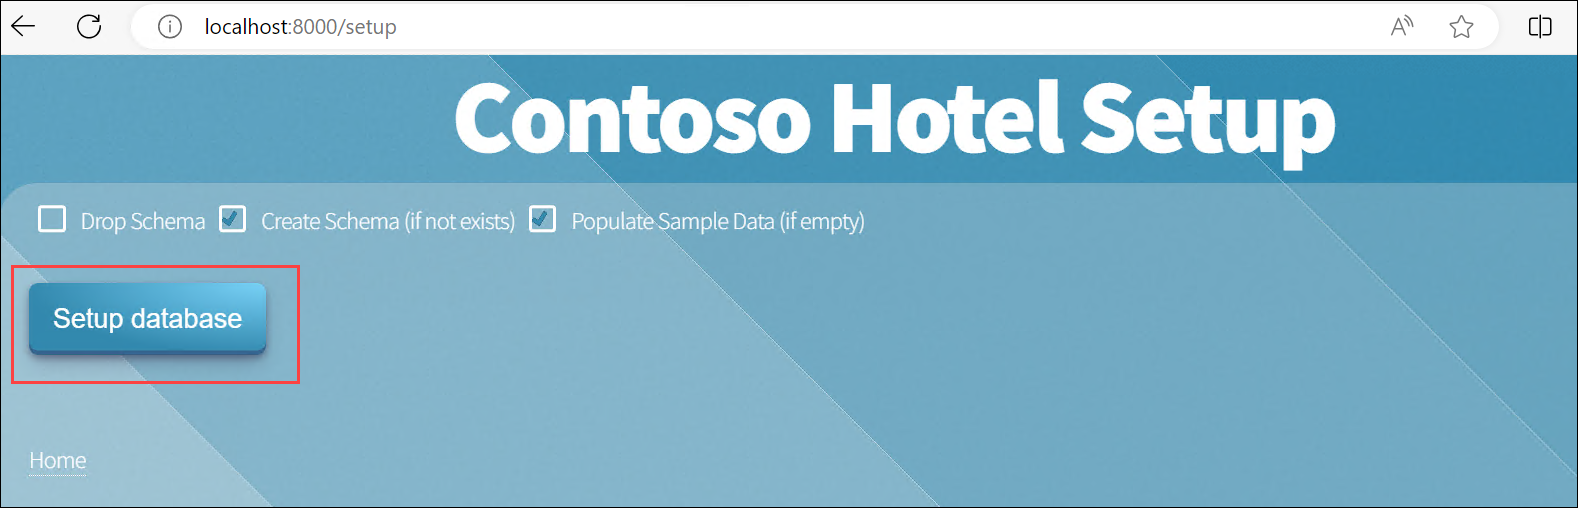 localhost:8000/setup
Contoso Hotel Setup
Drop Schema Create Schema (if not exists) Populate Sample Data (if empty)
Setup database
Home